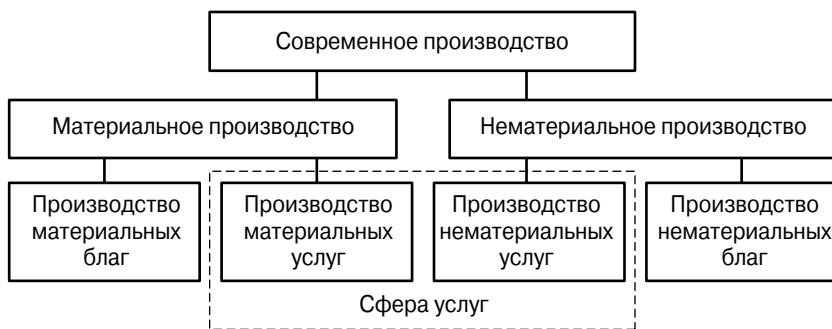 Современное производство
Материальное производство
Нематериальное производство
Производство
материальных
благ
Производство
материальных
услуг
Производство
нематериальных
услуг
Производство
нематериальных
благ
Сфера услуг